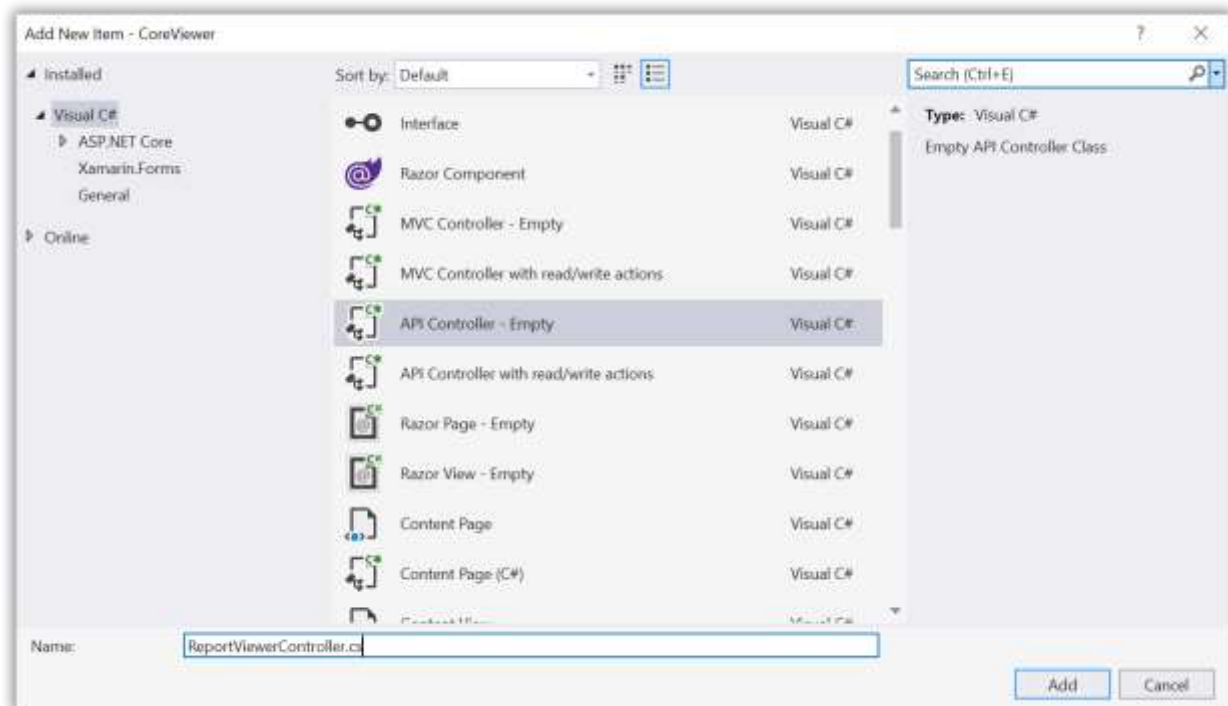 Add New Item - CoreViewer
? ×
Installed
Visual C#
ASP.NET Core
Xamarin.Forms
General
Online
Sort by: Default
Interface Visual C#
Razor Component Visual C#
MVC Controller - Empty Visual C#
MVC Controller with read/write actions Visual C#
API Controller - Empty Visual C#
API Controller with read/write actions Visual C#
Razor Page - Empty Visual C#
Razor View - Empty Visual C#
Content Page Visual C#
Content Page (C#) Visual C#
Search (Ctrl+E)
Type: Visual C#
Empty API Controller Class
Name: ReportViewerController.cs
Add Cancel